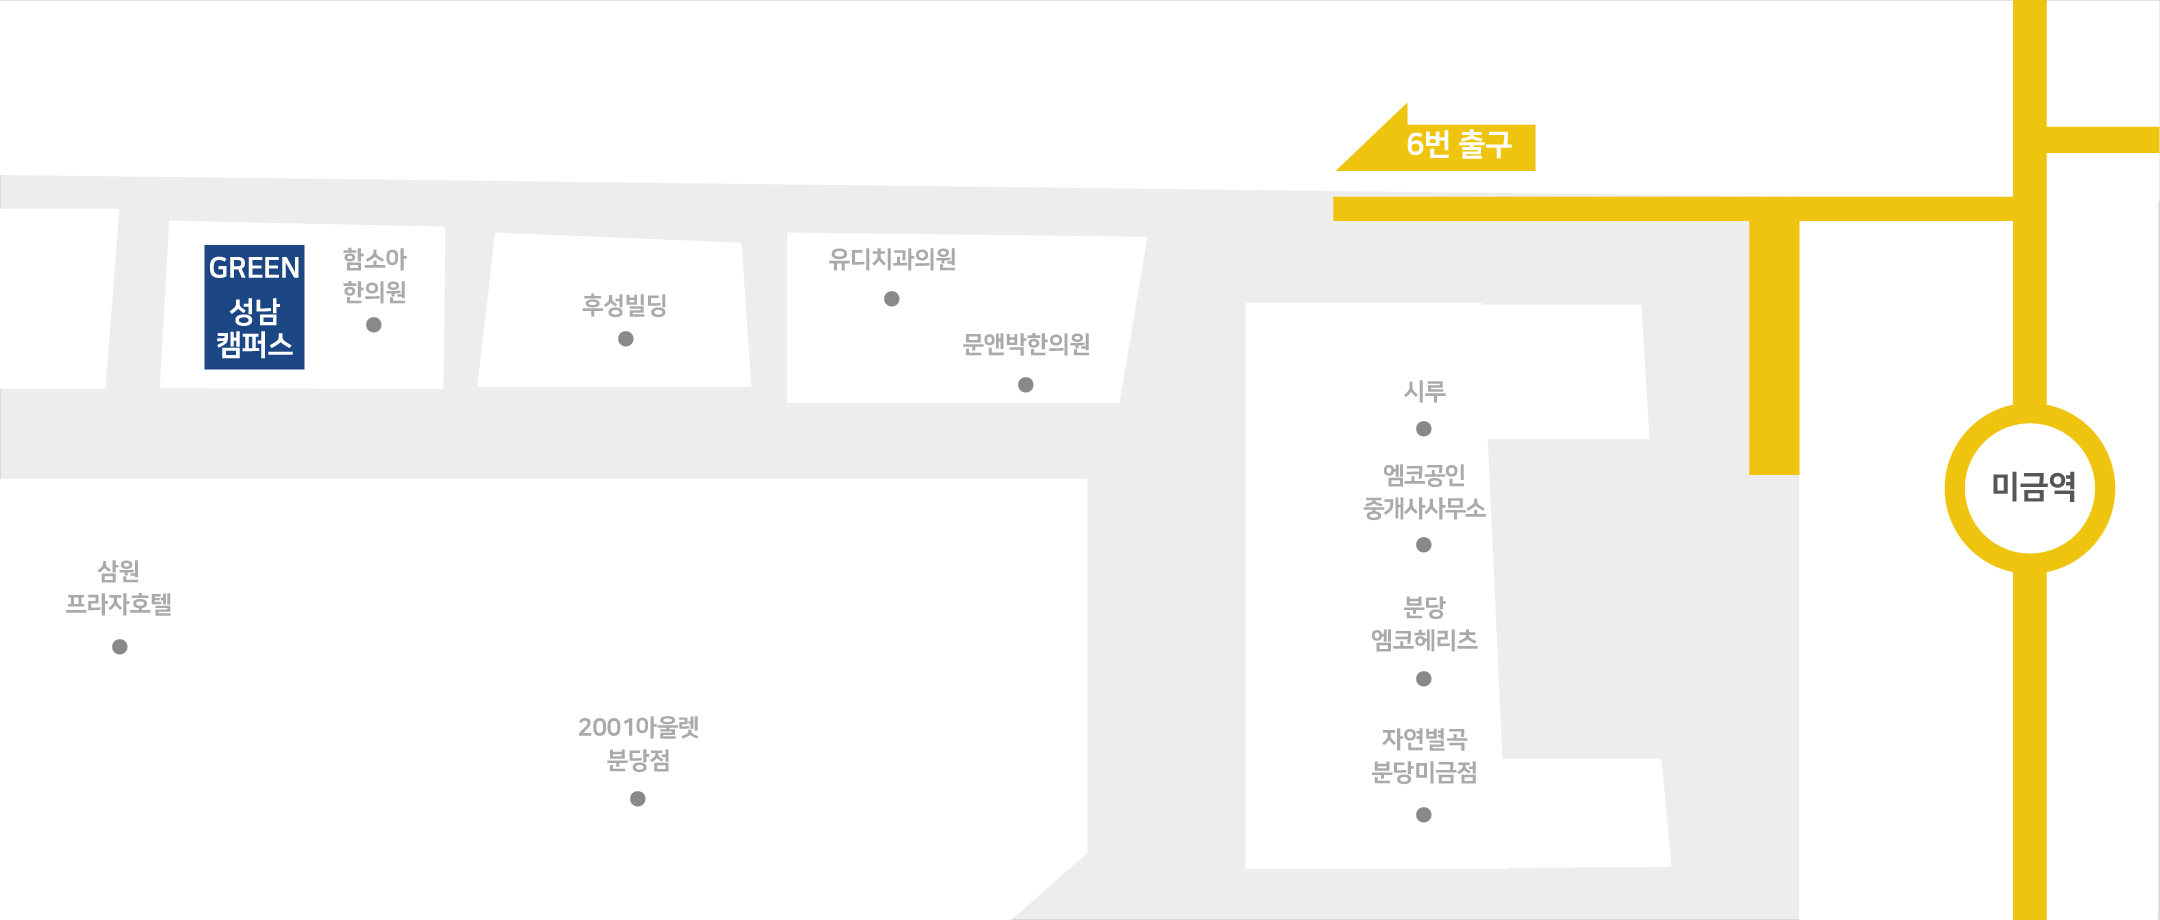 6번 출구
GREEN
성남
캠퍼스
함소아
한의원
후성빌딩
유디치과의원
문앤박한의원
시루
엠코공인
중개사사무소
미금역
삼원
프라자호텔
분당
엠코헤리츠
2001아울렛
분당점
자연별곡
분당미금점